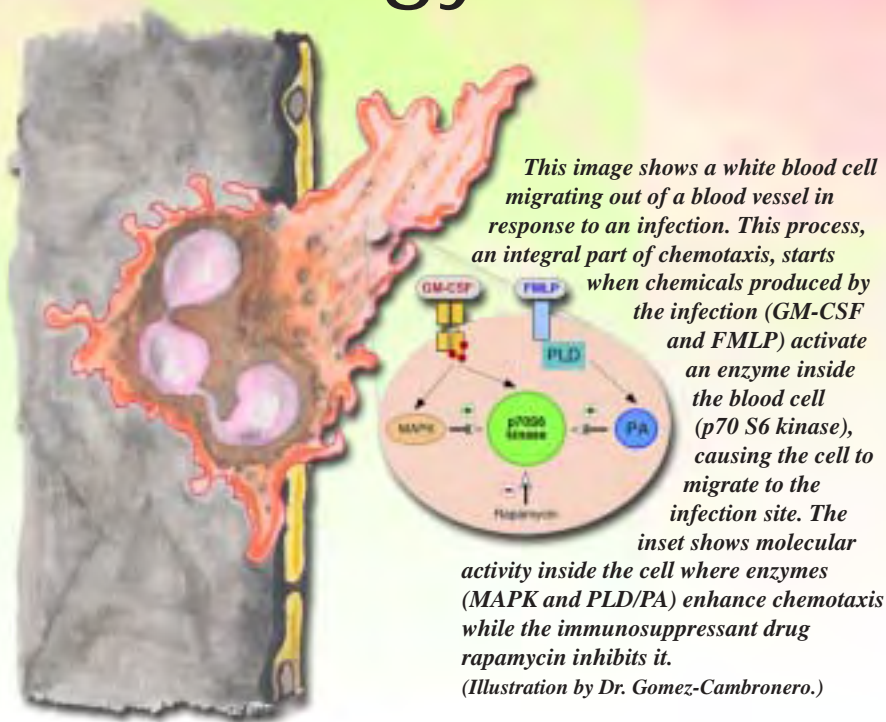 gy
This image shows a white blood cell
migrating out of a blood vessel in
response to an infection. This process,
an integral part of chemotaxis, starts
when chemicals produced by
the infection (GM-CSF
and FMLP) activate
an enzyme inside
the blood cell
(p70 S6 kinase),
causing the cell to
migrate to the
infection site. The
inset shows molecular
activity inside the cell where enzymes
(MAPK and PLD/PA) enhance chemotaxis
while the immunosuppressant drug
rapamycin inhibits it.
(Illustration by Dr. Gomez-Cambronero.)
GM-CSF
FMLP
PLD
MAPK
+
p70S6
kinase
+
PA
–
Rapamycin